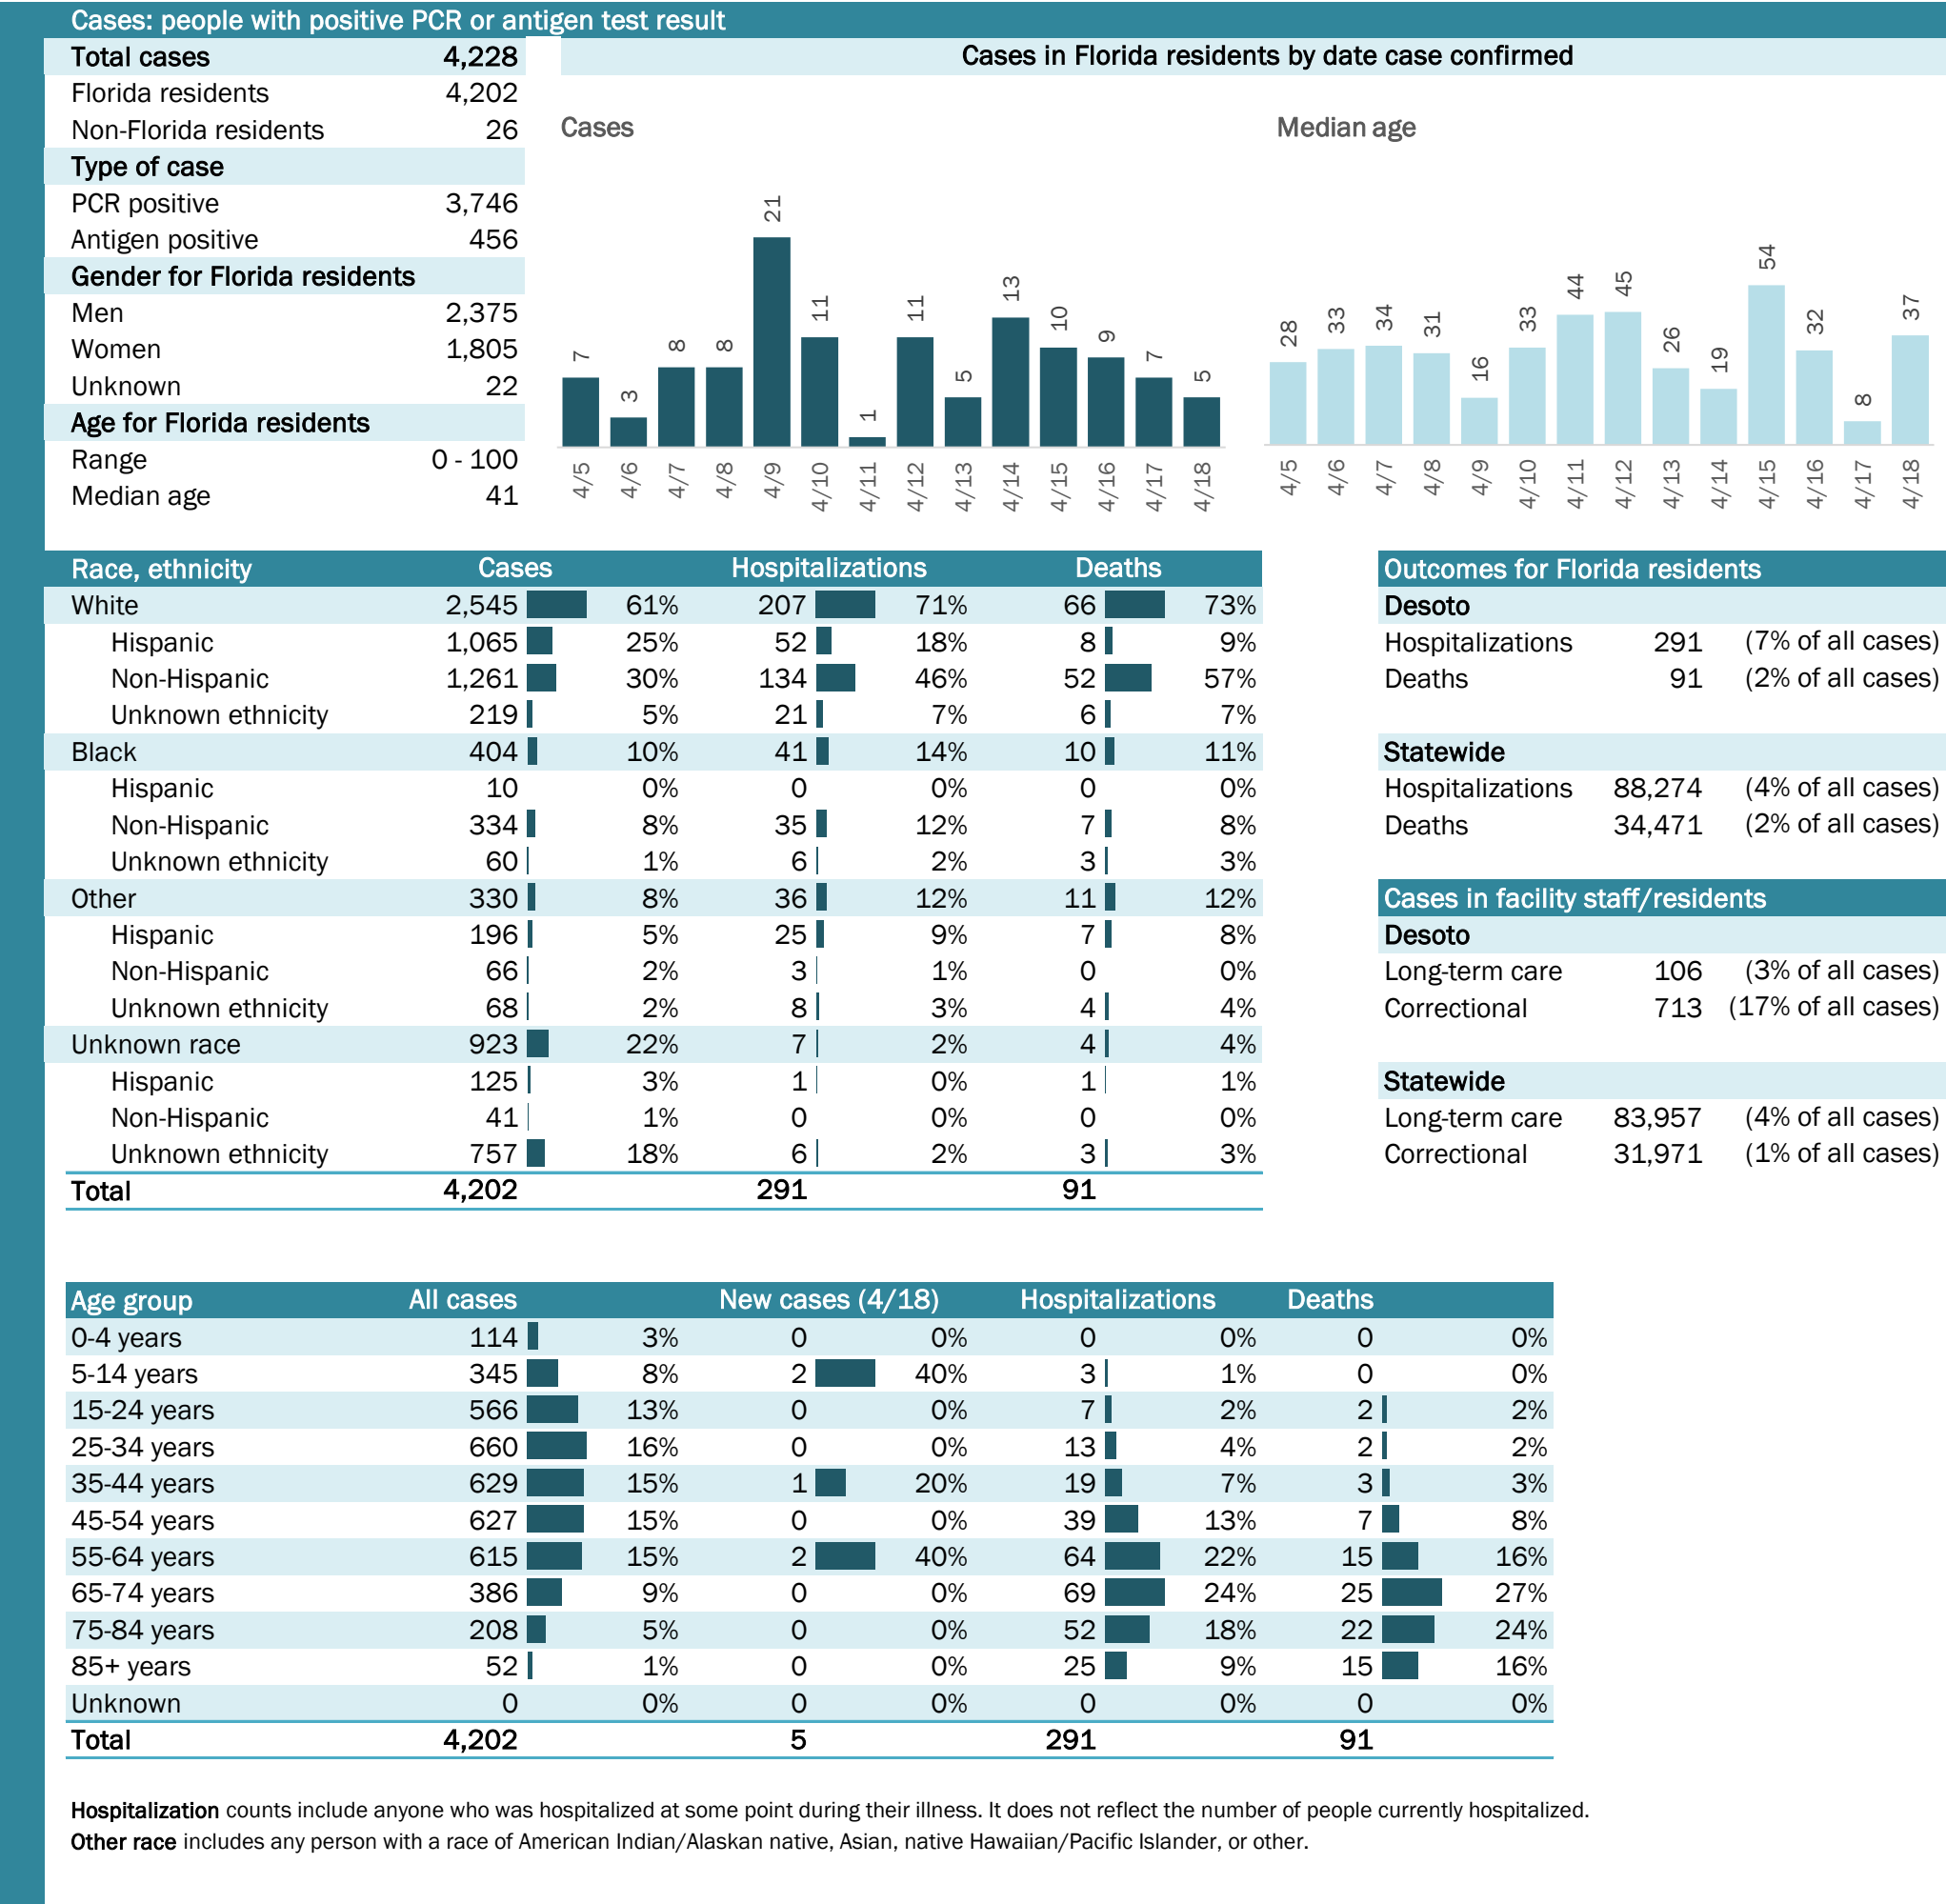 Cases: people with positive PCR or antigen test result
Total cases 4,228
Florida residents 4,202
Non-Florida residents 26
Type of case
PCR positive 3,746
Antigen positive 456
Gender for Florida residents
Men 2,375
Women 1,805
Unknown 22
Age for Florida residents
Range 0 - 100
Median age 41
Cases in Florida residents by date case confirmed
Cases
7 3 8 8 21 11 1 11 5 13 10 9 7 5
4/5 4/6 4/7 4/8 4/9 4/10 4/11 4/12 4/13 4/14 4/15 4/16 4/17 4/18
Median age
28 33 34 31 16 33 44 45 26 19 54 32 8 37
4/5 4/6 4/7 4/8 4/9 4/10 4/11 4/12 4/13 4/14 4/15 4/16 4/17 4/18
Race, ethnicity Cases Hospitalizations Deaths
White 2,545 61% 207 71% 66 73%
Hispanic 1,065 25% 52 18% 8 9%
Non-Hispanic 1,261 30% 134 46% 52 57%
Unknown ethnicity 219 5% 21 7% 6 7%
Black 404 10% 41 14% 10 11%
Hispanic 10 0% 0 0% 0 0%
Non-Hispanic 334 8% 35 12% 7 8%
Unknown ethnicity 60 1% 6 2% 3 3%
Other 330 8% 36 12% 11 12%
Hispanic 196 5% 25 9% 7 8%
Non-Hispanic 66 2% 3 1% 0 0%
Unknown ethnicity 68 2% 8 3% 4 4%
Unknown race 923 22% 7 2% 4 4%
Hispanic 125 3% 1 0% 1 1%
Non-Hispanic 41 1% 0 0% 0 0%
Unknown ethnicity 757 18% 6 2% 3 3%
Total 4,202 291 91
Outcomes for Florida residents
Desoto
Hospitalizations 291 (7% of all cases)
Deaths 91 (2% of all cases)
Statewide
Hospitalizations 88,274 (4% of all cases)
Deaths 34,471 (2% of all cases)
Cases in facility staff/residents
Desoto
Long-term care 106 (3% of all cases)
Correctional 713 (17% of all cases)
Statewide
Long-term care 83,957 (4% of all cases)
Correctional 31,971 (1% of all cases)
Age group All cases New cases (4/18) Hospitalizations Deaths
0-4 years 114 3% 0 0% 0 0% 0 0%
5-14 years 345 8% 2 40% 3 1% 0 0%
15-24 years 566 13% 0 0% 7 2% 2 2%
25-34 years 660 16% 0 0% 13 4% 2 2%
35-44 years 629 15% 1 20% 19 7% 3 3%
45-54 years 627 15% 0 0% 39 13% 7 8%
55-64 years 615 15% 2 40% 64 22% 15 16%
65-74 years 386 9% 0 0% 69 24% 25 27%
75-84 years 208 5% 0 0% 52 18% 22 24%
85+ years 52 1% 0 0% 25 9% 15 16%
Unknown 0 0% 0 0% 0 0% 0 0%
Total 4,202 5 291 91
Hospitalization counts include anyone who was hospitalized at some point during their illness. It does not reflect the number of people currently hospitalized.
Other race includes any person with a race of American Indian/Alaskan native, Asian, native Hawaiian/Pacific Islander, or other.